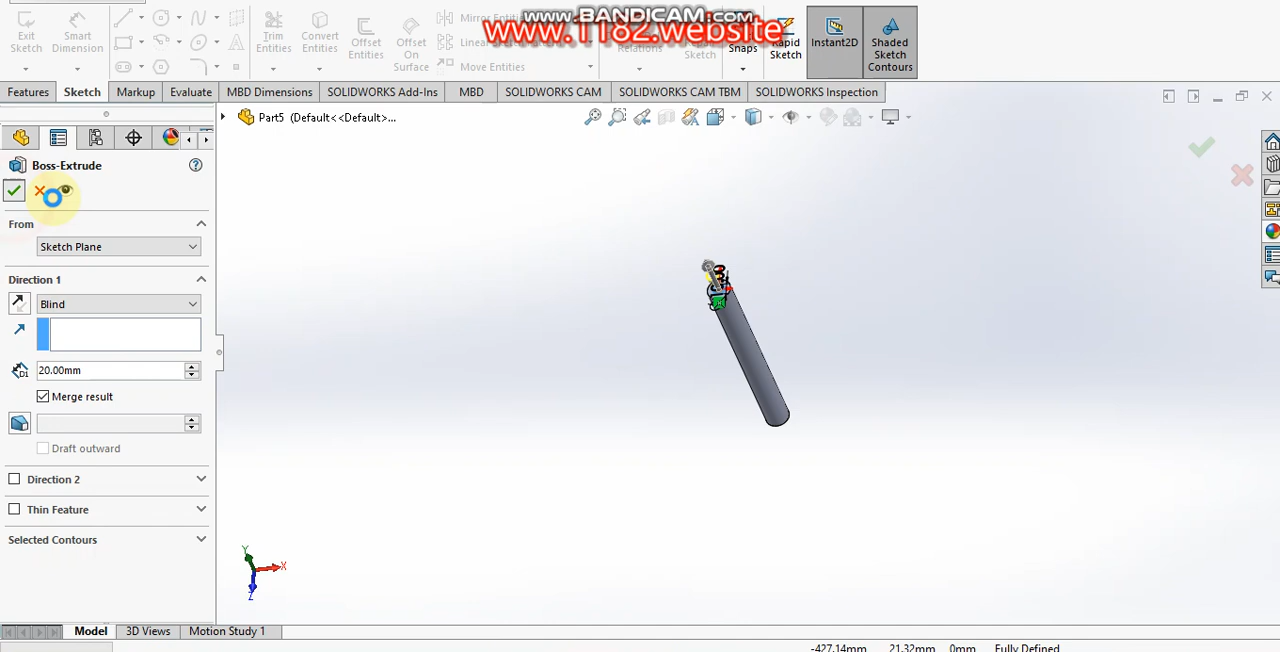 www.BANDICAM.com
www.1182.website
Exit Sketch
Smart Dimension
Trim Entities
Convert Entities
Offset Entities
Offset On Surface
Mirror Entities
Move Entities
Relations
Sketch
Snaps
Rapid Sketch
Instant2D
Shaded Sketch Contours
Features
Sketch
Markup
Evaluate
MBD Dimensions
SOLIDWORKS Add-Ins
MBD
SOLIDWORKS CAM
SOLIDWORKS CAM TBM
SOLIDWORKS Inspection
Part5 (Default<<Default>...
Boss-Extrude
From
Sketch Plane
Direction 1
Blind
D1
20.00mm
Merge result
Draft outward
Direction 2
Thin Feature
Selected Contours
Y
X
Z
Model
3D Views
Motion Study 1
-427.14mm
21.32mm
0mm
Fully Defined